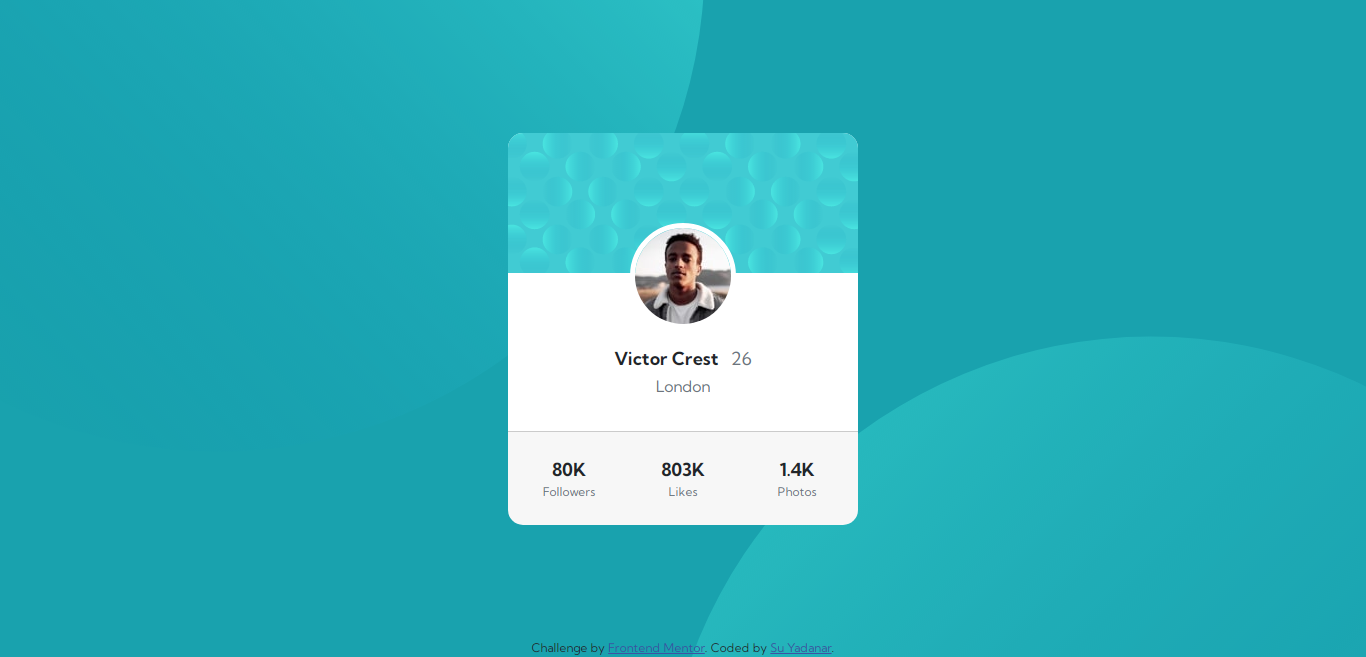 Victor Crest 26
London
80K 803K 1.4K
Followers Likes Photos
Challenge by Frontend Mentor. Coded by Su Yadanar.